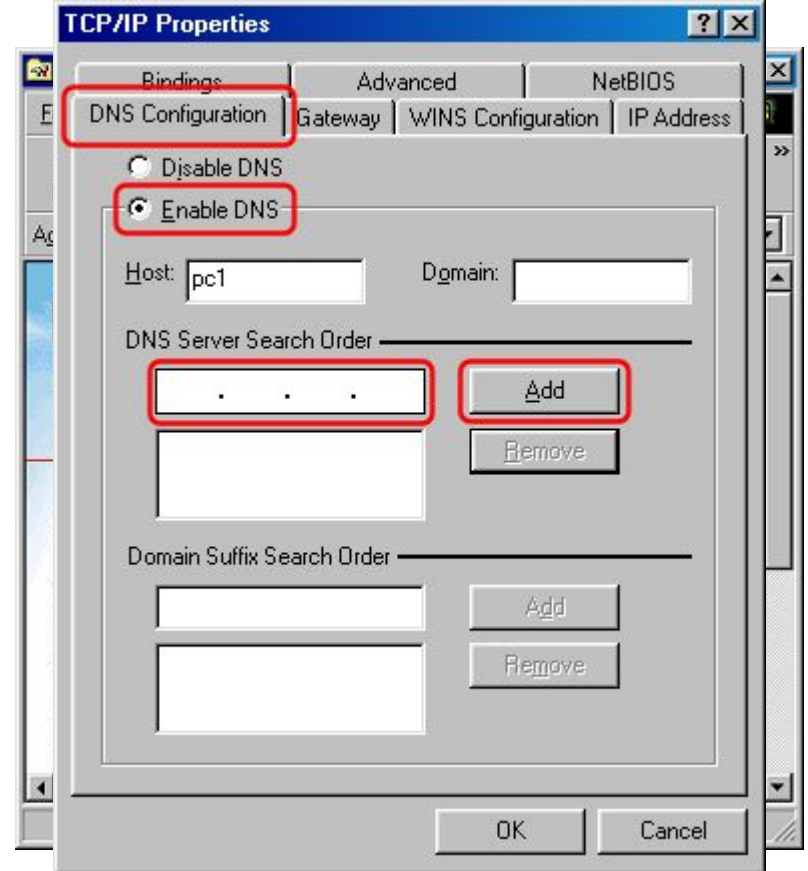 TCP/IP Properties
Bindings Advanced NetBIOS
DNS Configuration Gateway WINS Configuration IP Address
Disable DNS
Enable DNS
Host: pc1 Domain:
DNS Server Search Order
. . . Add
Remove
Domain Suffix Search Order
Add
Remove
OK Cancel
F
Ad
»